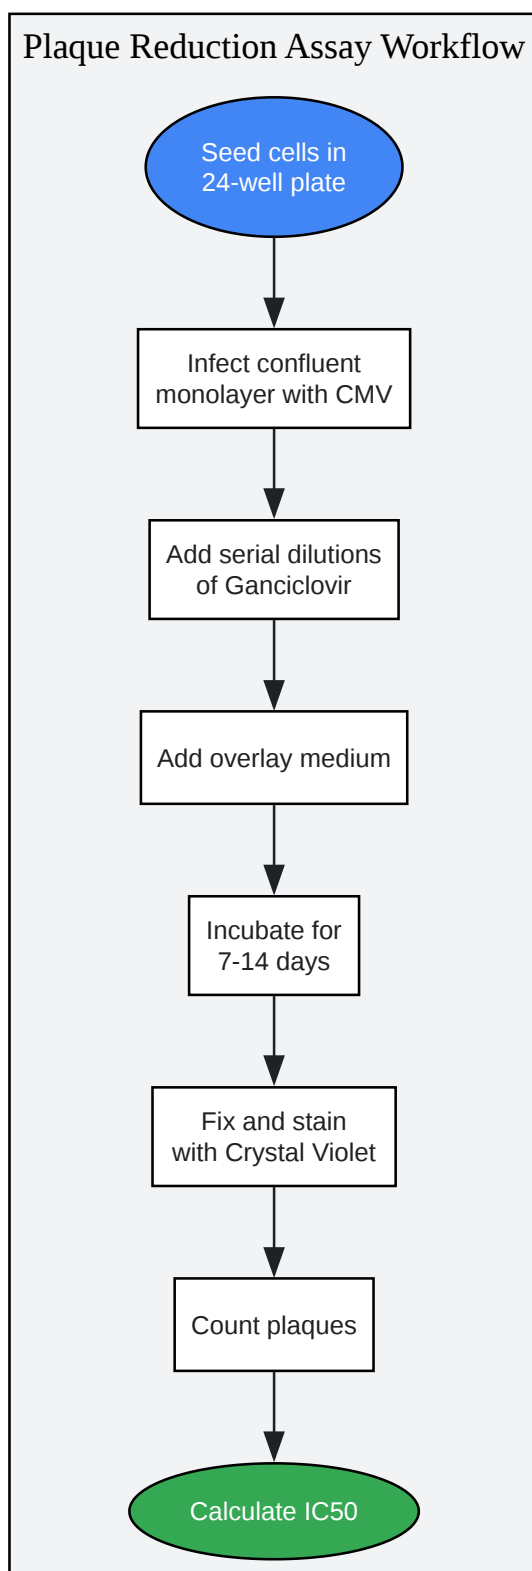 Plaque Reduction Assay Workflow
Seed cells in
24-well plate
Infect confluent
monolayer with CMV
Add serial dilutions
of Ganciclovir
Add overlay medium
Incubate for
7-14 days
Fix and stain
with Crystal Violet
Count plaques
Calculate IC50